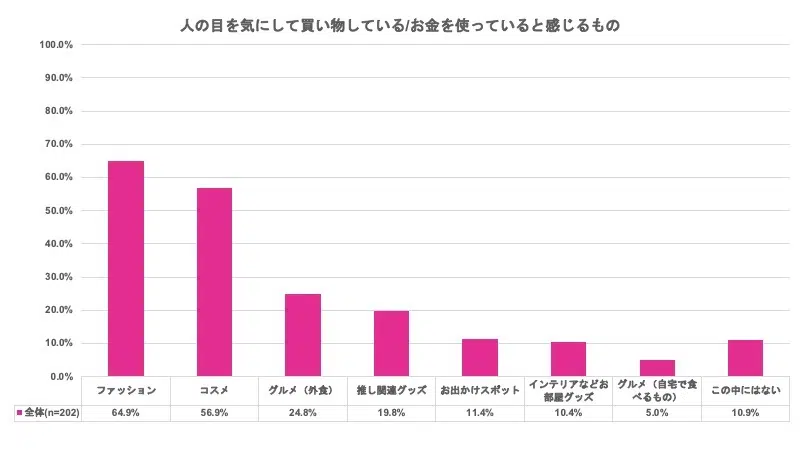 人の目を気にして買い物している/お金を使っていると感じるもの
100.0%
90.0%
80.0%
70.0%
60.0%
50.0%
40.0%
30.0%
20.0%
10.0%
0.0%
ファッション
コスメ
グルメ（外食）
推し関連グッズ
お出かけスポット
インテリアなどお
部屋グッズ
グルメ（自宅で食
べるもの）
この中にはない
全体(n=202) 64.9% 56.9% 24.8% 19.8% 11.4% 10.4% 5.0% 10.9%